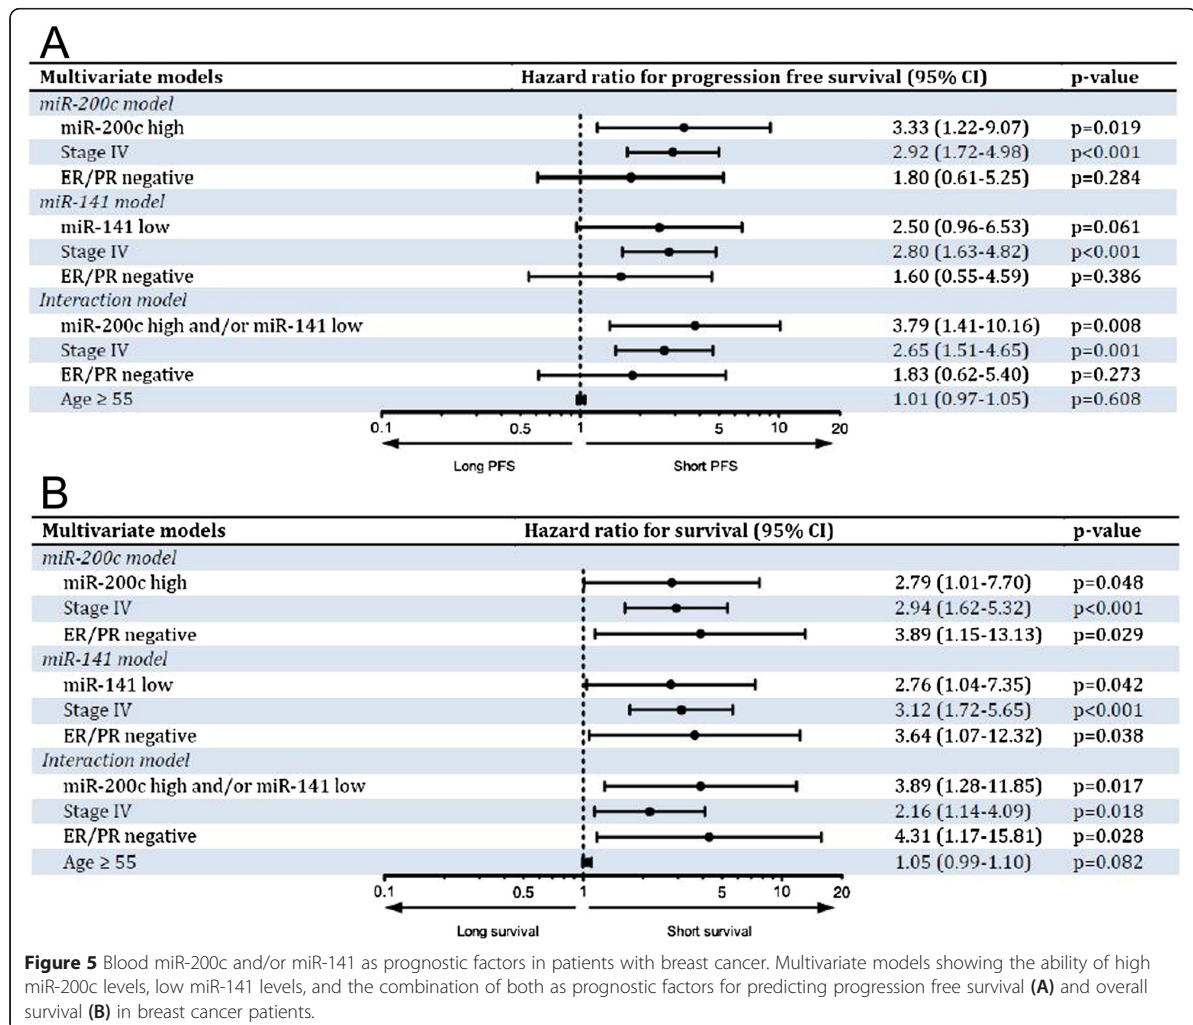 A
Multivariate models Hazard ratio for progression free survival (95% CI) p-value
miR-200c model
miR-200c high 3.33 (1.22-9.07) p=0.019
Stage IV 2.92 (1.72-4.98) p<0.001
ER/PR negative 1.80 (0.61-5.25) p=0.284
miR-141 model
miR-141 low 2.50 (0.96-6.53) p=0.061
Stage IV 2.80 (1.63-4.82) p<0.001
ER/PR negative 1.60 (0.55-4.59) p=0.386
Interaction model
miR-200c high and/or miR-141 low 3.79 (1.41-10.16) p=0.008
Stage IV 2.65 (1.51-4.65) p=0.001
ER/PR negative 1.83 (0.62-5.40) p=0.273
Age ≥ 55 1.01 (0.97-1.05) p=0.608
0.1 0.5 1 5 10 20
Long PFS Short PFS
B
Multivariate models Hazard ratio for survival (95% CI) p-value
miR-200c model
miR-200c high 2.79 (1.01-7.70) p=0.048
Stage IV 2.94 (1.62-5.32) p<0.001
ER/PR negative 3.89 (1.15-13.13) p=0.029
miR-141 model
miR-141 low 2.76 (1.04-7.35) p=0.042
Stage IV 3.12 (1.72-5.65) p<0.001
ER/PR negative 3.64 (1.07-12.32) p=0.038
Interaction model
miR-200c high and/or miR-141 low 3.89 (1.28-11.85) p=0.017
Stage IV 2.16 (1.14-4.09) p=0.018
ER/PR negative 4.31 (1.17-15.81) p=0.028
Age ≥ 55 1.05 (0.99-1.10) p=0.082
0.1 0.5 1 5 10 20
Long survival Short survival
Figure 5 Blood miR-200c and/or miR-141 as prognostic factors in patients with breast cancer. Multivariate models showing the ability of high
miR-200c levels, low miR-141 levels, and the combination of both as prognostic factors for predicting progression free survival (A) and overall
survival (B) in breast cancer patients.